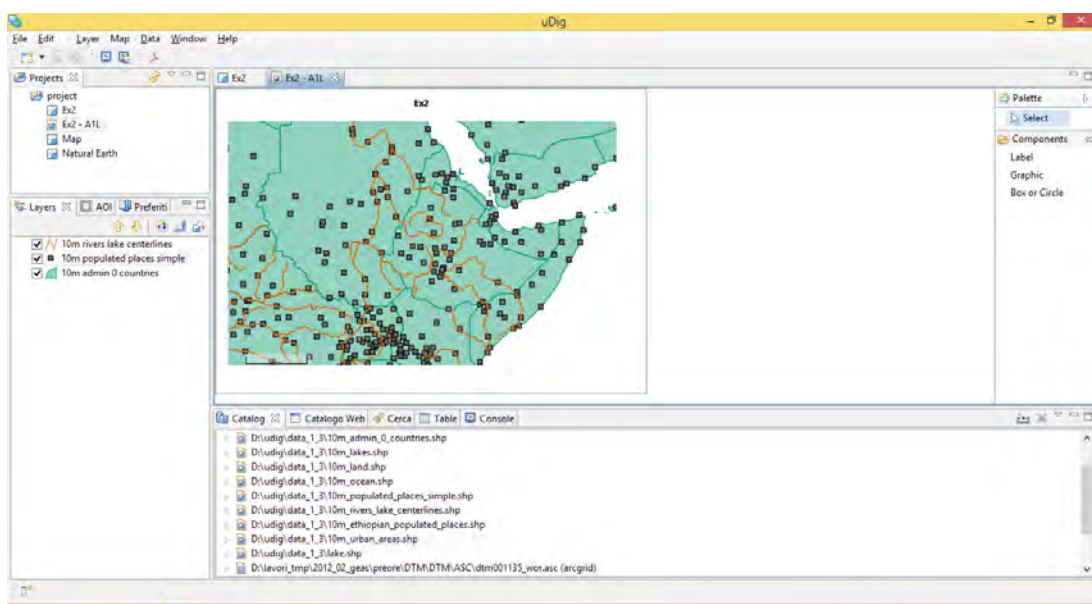 uDig
File Edit Layer Map Data Window Help
Projects
project
Ex2
Ex2 - A1L
Map
Natural Earth
Layers AOI Preferiti
10m rivers lake centerlines
10m populated places simple
10m admin 0 countries
Ex2 Ex2 - A1L
Ex2
Palette
Select
Components
Label
Graphic
Box or Circle
Catalog Catalogo Web Cerca Table Console
D:\udig\data_1_3\10m_admin_0_countries.shp
D:\udig\data_1_3\10m_lakes.shp
D:\udig\data_1_3\10m_land.shp
D:\udig\data_1_3\10m_ocean.shp
D:\udig\data_1_3\10m_populated_places_simple.shp
D:\udig\data_1_3\10m_rivers_lake_centerlines.shp
D:\udig\data_1_3\10m_ethiopian_populated_places.shp
D:\udig\data_1_3\10m_urban_areas.shp
D:\udig\data_1_3\lake.shp
D:\lavori_tmp\2012_02_geas\preore\DTM\DTM\ASC\dtm001135_wor.asc (arcgrid)